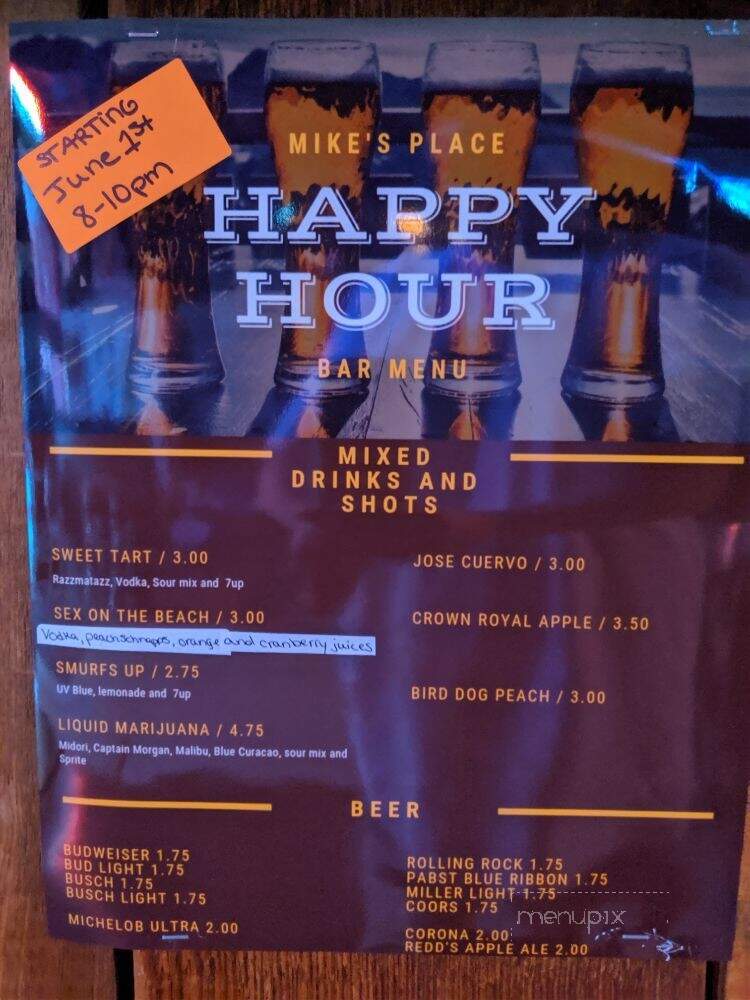 STARTING
June 1st
8-10pm
MIKE'S PLACE
HAPPY
HOUR
BAR MENU
MIXED
DRINKS AND
SHOTS
SWEET TART / 3.00
Razzmatazz, Vodka, Sour mix and 7up
SEX ON THE BEACH / 3.00
Vodka, peach schnapps, orange and cranberry juices
SMURFS UP / 2.75
UV Blue, lemonade and 7up
LIQUID MARIJUANA / 4.75
Midori, Captain Morgan, Malibu, Blue Curacao, sour mix and
Sprite
JOSE CUERVO / 3.00
CROWN ROYAL APPLE / 3.50
BIRD DOG PEACH / 3.00
BEER
BUDWEISER 1.75
BUD LIGHT 1.75
BUSCH 1.75
BUSCH LIGHT 1.75
MICHELOB ULTRA 2.00
ROLLING ROCK 1.75
PABST BLUE RIBBON 1.75
MILLER LIGHT 1.75
COORS 1.75
CORONA 2.00
REDD'S APPLE ALE 2.00
menupix